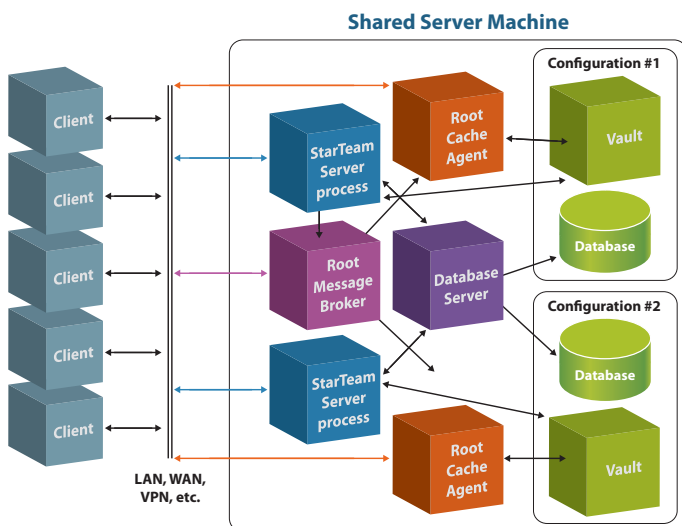 Shared Server Machine
Client
Client
Client
Client
Client
LAN, WAN,
VPN, etc.
StarTeam
Server
process
Root
Message
Broker
StarTeam
Server
process
Root
Cache
Agent
Database
Server
Root
Cache
Agent
Configuration #1
Vault
Database
Configuration #2
Database
Vault